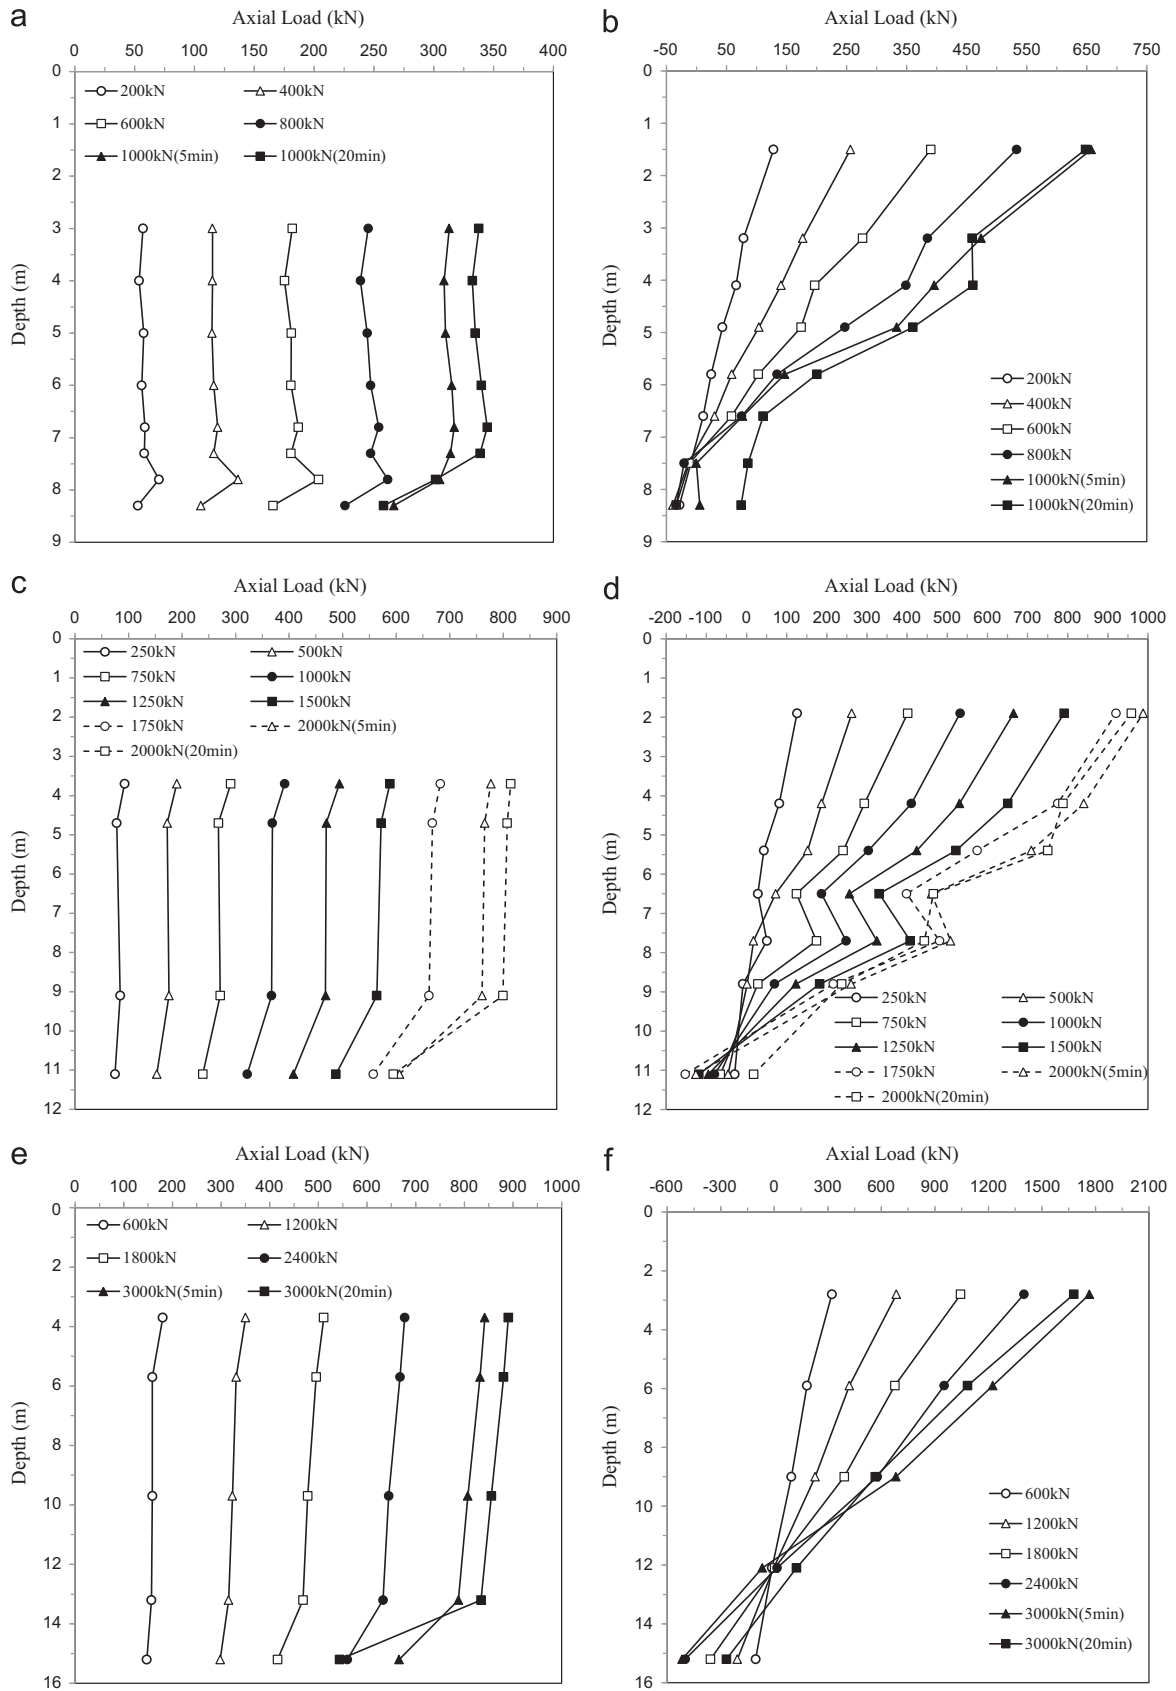 a
Axial Load (kN)
0 50 100 150 200 250 300 350 400
0
1
2
3
4
5
6
7
8
9
Depth (m)
200kN 400kN
600kN 800kN
1000kN(5min) 1000kN(20min)
b
Axial Load (kN)
-50 50 150 250 350 450 550 650 750
0
1
2
3
4
5
6
7
8
9
Depth (m)
200kN
400kN
600kN
800kN
1000kN(5min)
1000kN(20min)
c
Axial Load (kN)
0 100 200 300 400 500 600 700 800 900
0
1
2
3
4
5
6
7
8
9
10
11
12
Depth (m)
250kN 500kN
750kN 1000kN
1250kN 1500kN
1750kN 2000kN(5min)
2000kN(20min)
d
Axial Load (kN)
-200 -100 0 100 200 300 400 500 600 700 800 900 1000
0
1
2
3
4
5
6
7
8
9
10
11
12
Depth (m)
250kN 500kN
750kN 1000kN
1250kN 1500kN
1750kN 2000kN(5min)
2000kN(20min)
e
Axial Load (kN)
0 100 200 300 400 500 600 700 800 900 1000
0
2
4
6
8
10
12
14
16
Depth (m)
600kN 1200kN
1800kN 2400kN
3000kN(5min) 3000kN(20min)
f
Axial Load (kN)
-600 -300 0 300 600 900 1200 1500 1800 2100
0
2
4
6
8
10
12
14
16
Depth (m)
600kN
1200kN
1800kN
2400kN
3000kN(5min)
3000kN(20min)